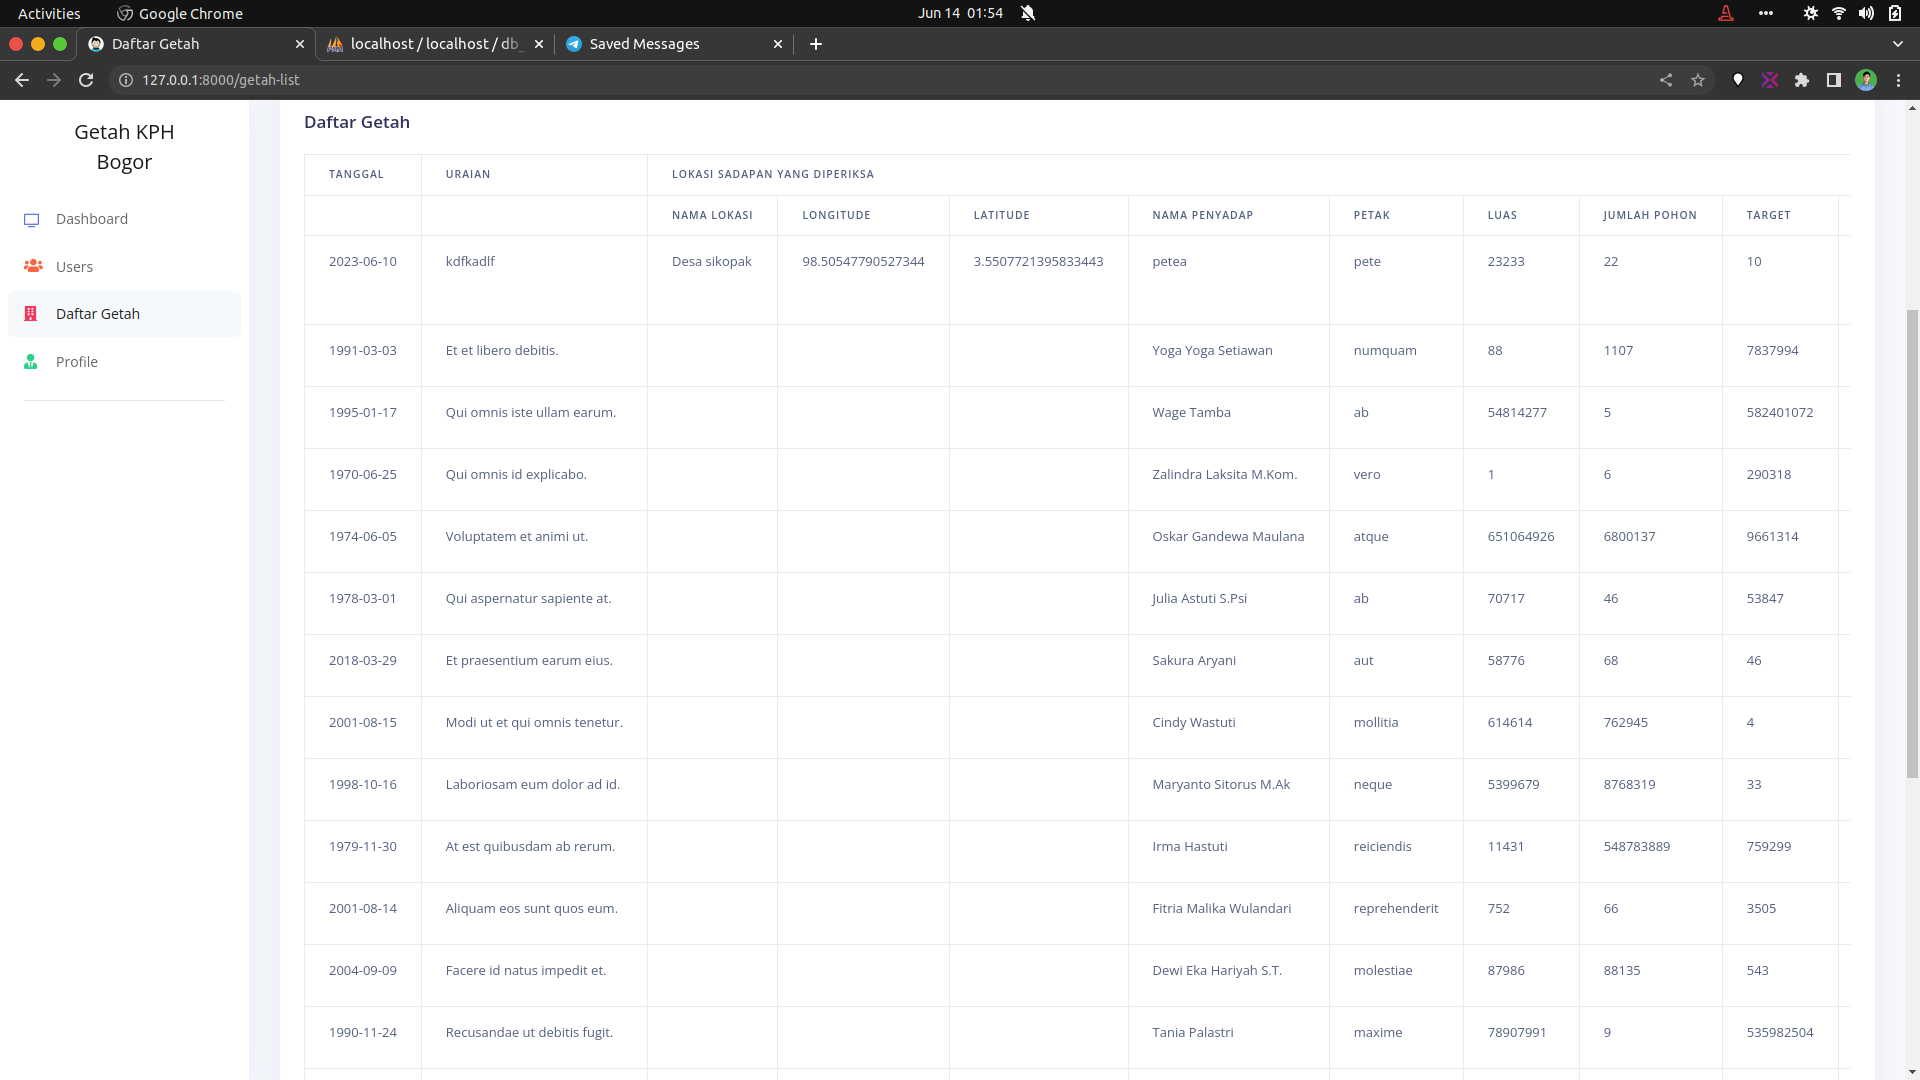 Activities Google Chrome Jun 14 01:54
Daftar Getah localhost / localhost / db_ Saved Messages
127.0.0.1:8000/getah-list
Getah KPH
Bogor
Dashboard
Users
Daftar Getah
Profile
Daftar Getah
TANGGAL URAIAN LOKASI SADAPAN YANG DIPERIKSA
NAMA LOKASI LONGITUDE LATITUDE NAMA PENYADAP PETAK LUAS JUMLAH POHON TARGET
2023-06-10 kdfkadlf Desa sikopak 98.50547790527344 3.5507721395833443 petea pete 23233 22 10
1991-03-03 Et et libero debitis. Yoga Yoga Setiawan numquam 88 1107 7837994
1995-01-17 Qui omnis iste ullam earum. Wage Tamba ab 54814277 5 582401072
1970-06-25 Qui omnis id explicabo. Zalindra Laksita M.Kom. vero 1 6 290318
1974-06-05 Voluptatem et animi ut. Oskar Gandewa Maulana atque 651064926 6800137 9661314
1978-03-01 Qui aspernatur sapiente at. Julia Astuti S.Psi ab 70717 46 53847
2018-03-29 Et praesentium earum eius. Sakura Aryani aut 58776 68 46
2001-08-15 Modi ut et qui omnis tenetur. Cindy Wastuti mollitia 614614 762945 4
1998-10-16 Laboriosam eum dolor ad id. Maryanto Sitorus M.Ak neque 5399679 8768319 33
1979-11-30 At est quibusdam ab rerum. Irma Hastuti reiciendis 11431 548783889 759299
2001-08-14 Aliquam eos sunt quos eum. Fitria Malika Wulandari reprehenderit 752 66 3505
2004-09-09 Facere id natus impedit et. Dewi Eka Hariyah S.T. molestiae 87986 88135 543
1990-11-24 Recusandae ut debitis fugit. Tania Palastri maxime 78907991 9 535982504